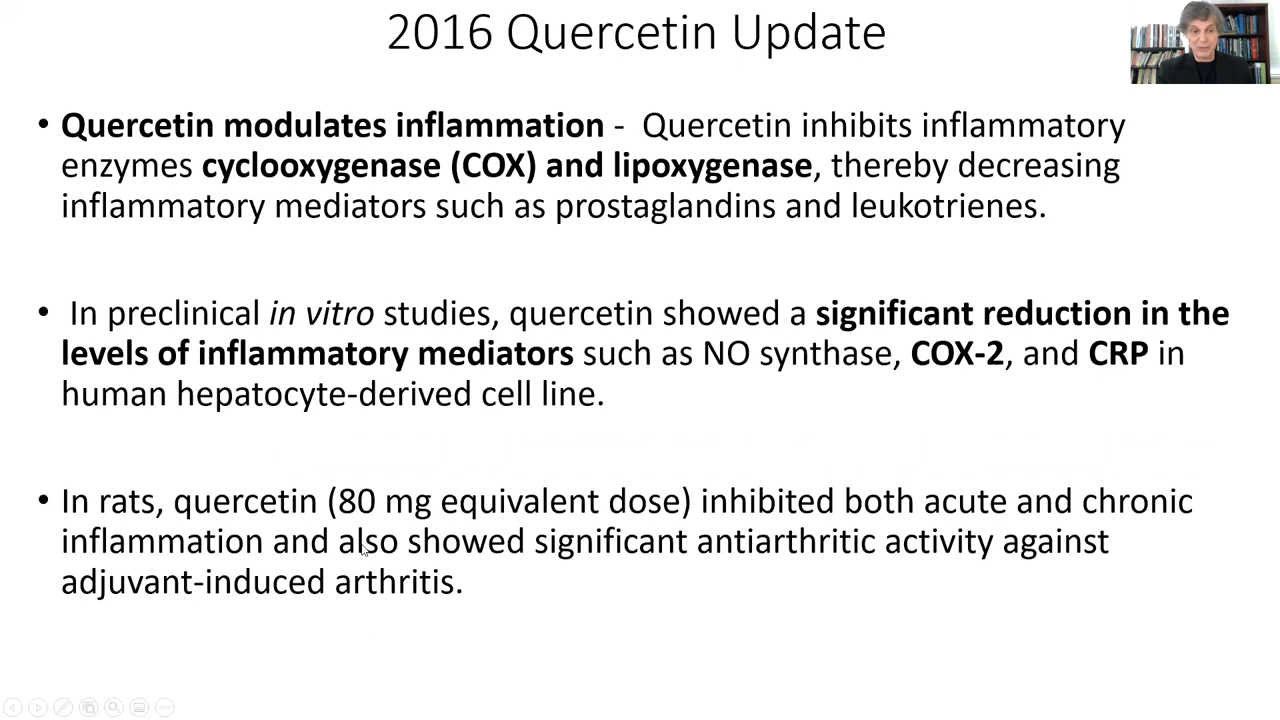 2016 Quercetin Update
• Quercetin modulates inflammation -  Quercetin inhibits inflammatory
enzymes cyclooxygenase (COX) and lipoxygenase, thereby decreasing
inflammatory mediators such as prostaglandins and leukotrienes.
•  In preclinical in vitro studies, quercetin showed a significant reduction in the
levels of inflammatory mediators such as NO synthase, COX-2, and CRP in
human hepatocyte-derived cell line.
• In rats, quercetin (80 mg equivalent dose) inhibited both acute and chronic
inflammation and also showed significant antiarthritic activity against
adjuvant-induced arthritis.